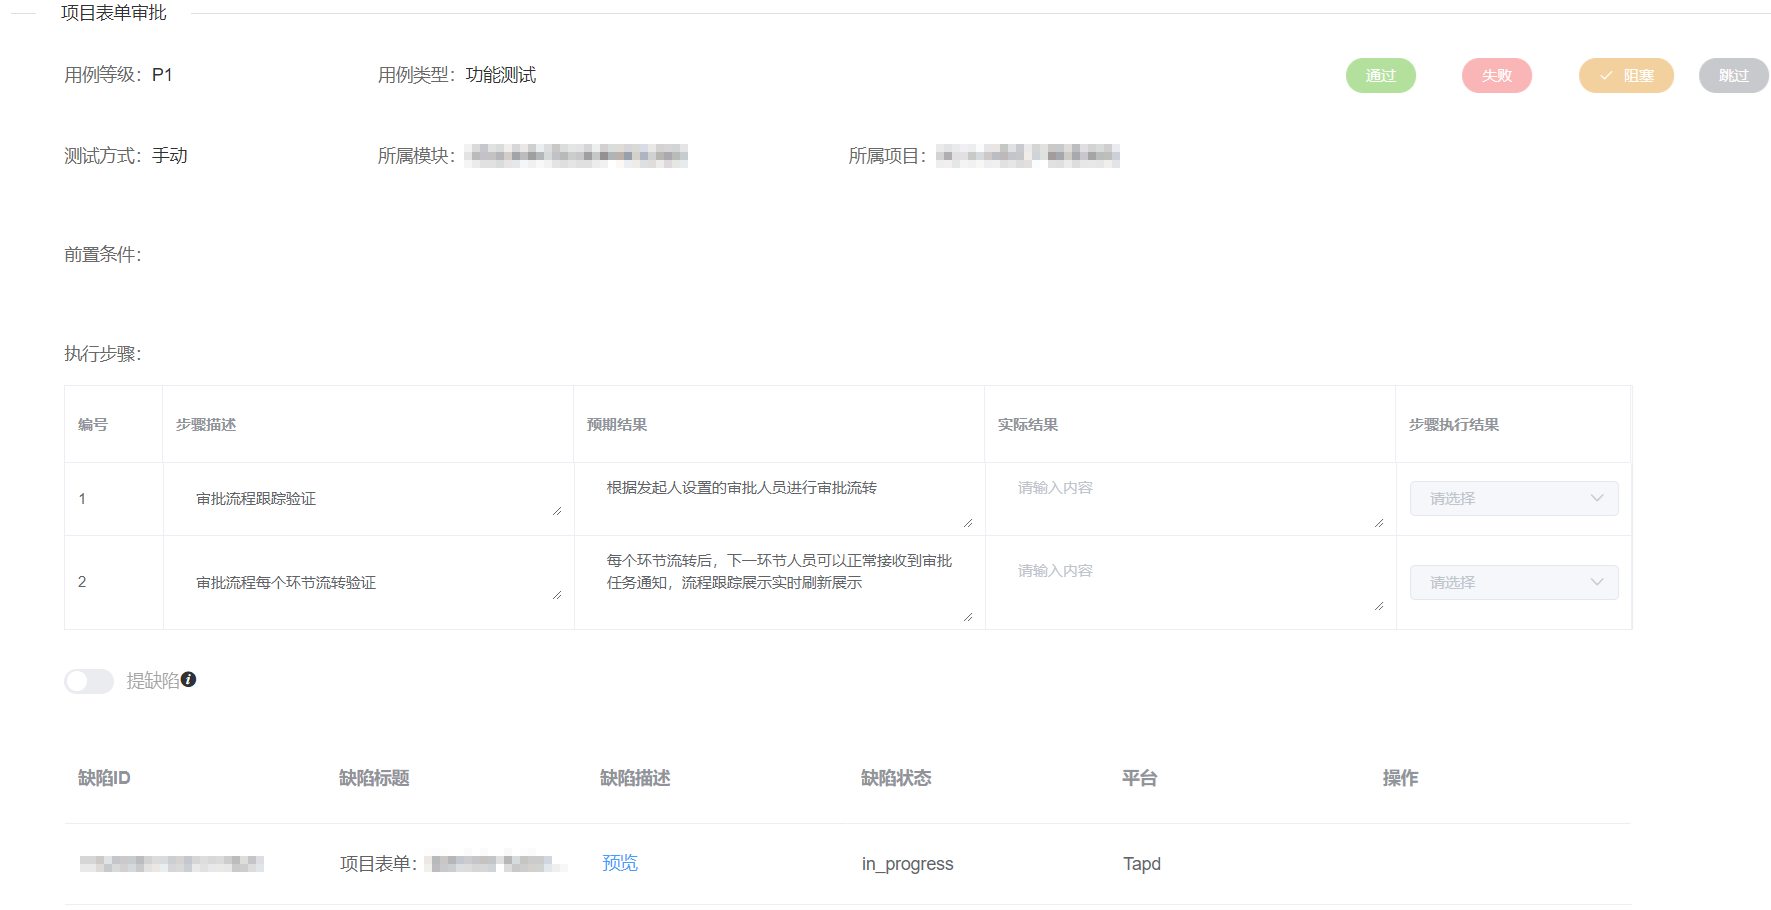 项目表单审批
用例等级：P1 用例类型：功能测试 通过 失败 阻塞 跳过
测试方式：手动 所属模块： 所属项目：
前置条件：
执行步骤：
编号 步骤描述 预期结果 实际结果 步骤执行结果
1 审批流程跟踪验证 根据发起人设置的审批人员进行审批流转 请输入内容 请选择
2 审批流程每个环节流转验证 每个环节流转后，下一环节人员可以正常接收到审批
任务通知，流程跟踪展示实时刷新展示 请输入内容 请选择
提缺陷
缺陷ID 缺陷标题 缺陷描述 缺陷状态 平台 操作
项目表单： 预览 in_progress Tapd